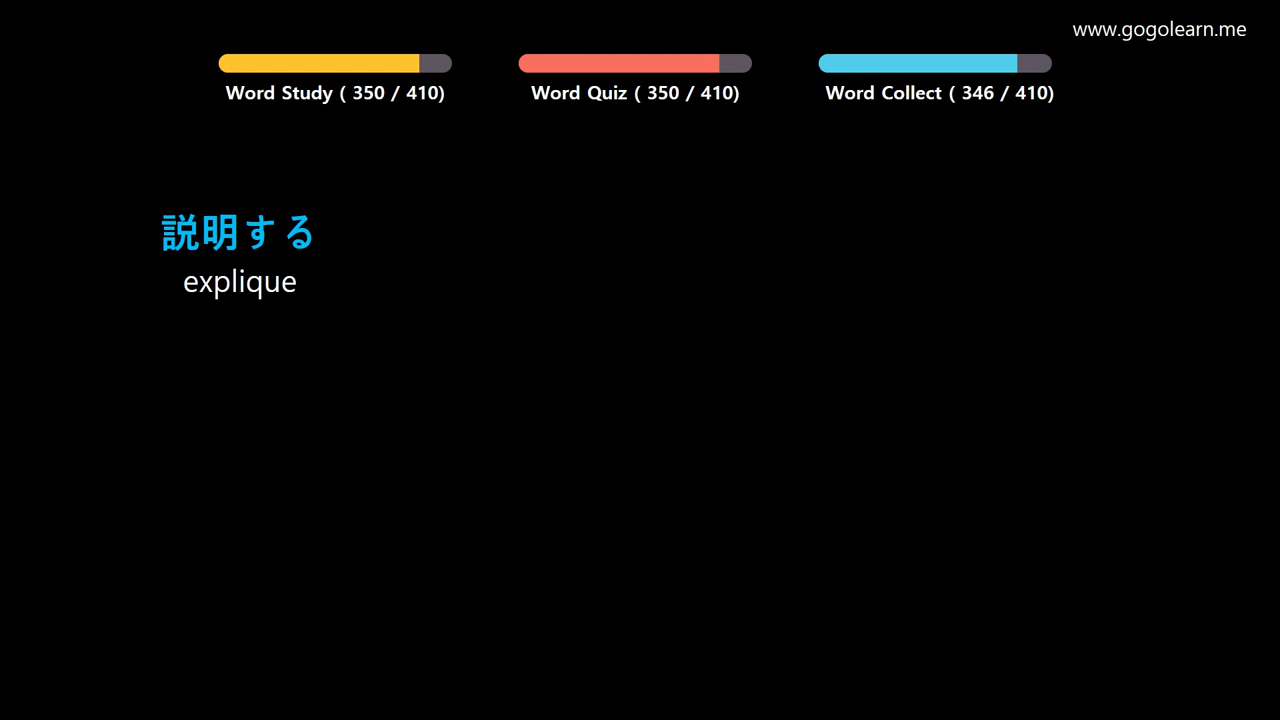 www.gogolearn.me
Word Study ( 350 / 410)
Word Quiz ( 350 / 410)
Word Collect ( 346 / 410)
説明する
explique